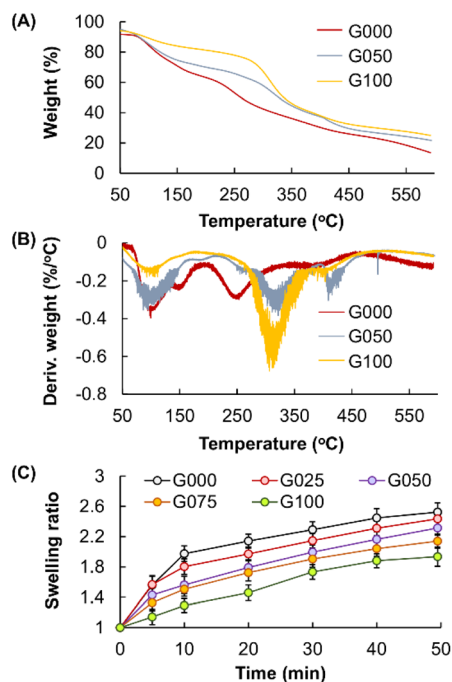 (A)
G000
G050
G100
Weight (%)
100
80
60
40
20
0
50 150 250 350 450 550
Temperature (°C)
(B)
Deriv. weight (%/°C)
0
-0.2
-0.4
-0.6
-0.8
G000
G050
G100
50 150 250 350 450 550
Temperature (°C)
(C)
G000 G025 G050
G075 G100
Swelling ratio
3
2.6
2.2
1.8
1.4
1
0 10 20 30 40 50
Time (min)